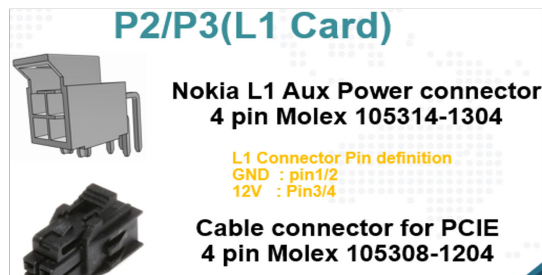 P2/P3(L1 Card)
Nokia L1 Aux Power connector
4 pin Molex 105314-1304
L1 Connector Pin definition
GND : pin1/2
12V : Pin3/4
Cable connector for PCIE
4 pin Molex 105308-1204